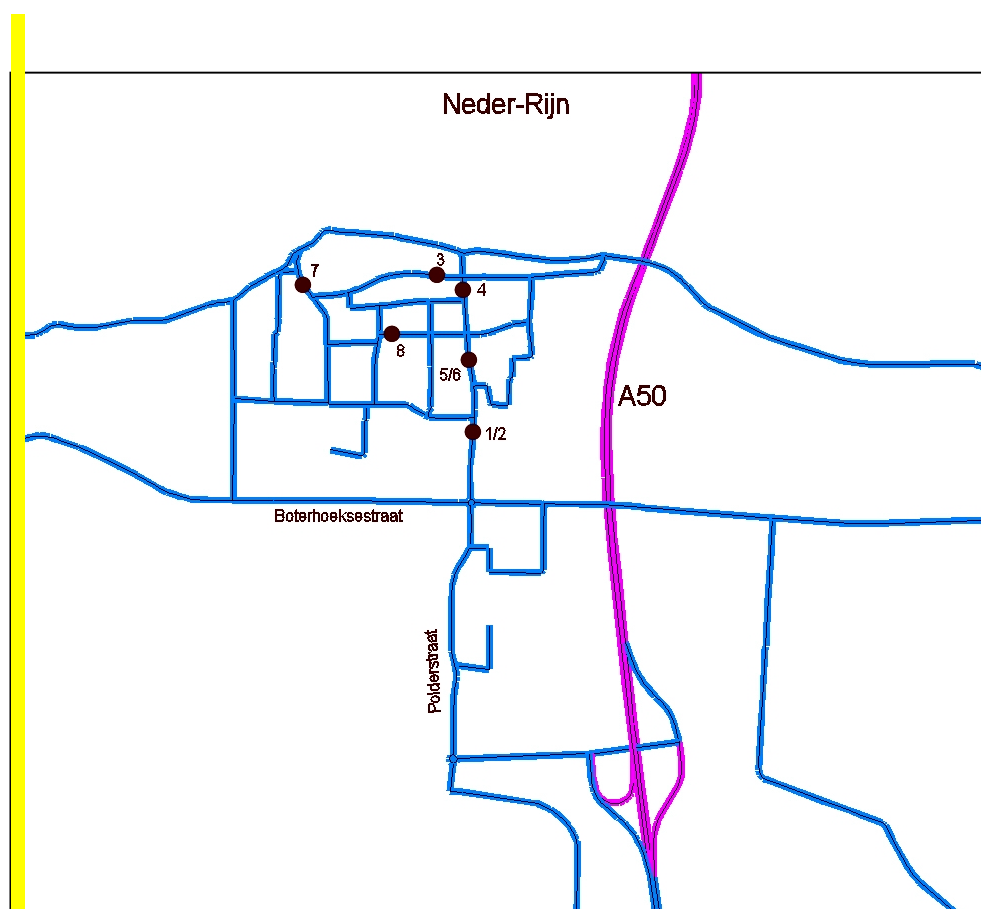 Neder-Rijn
3
7
4
8
5/6
A50
1/2
Boterhoeksestraat
Polderstraat